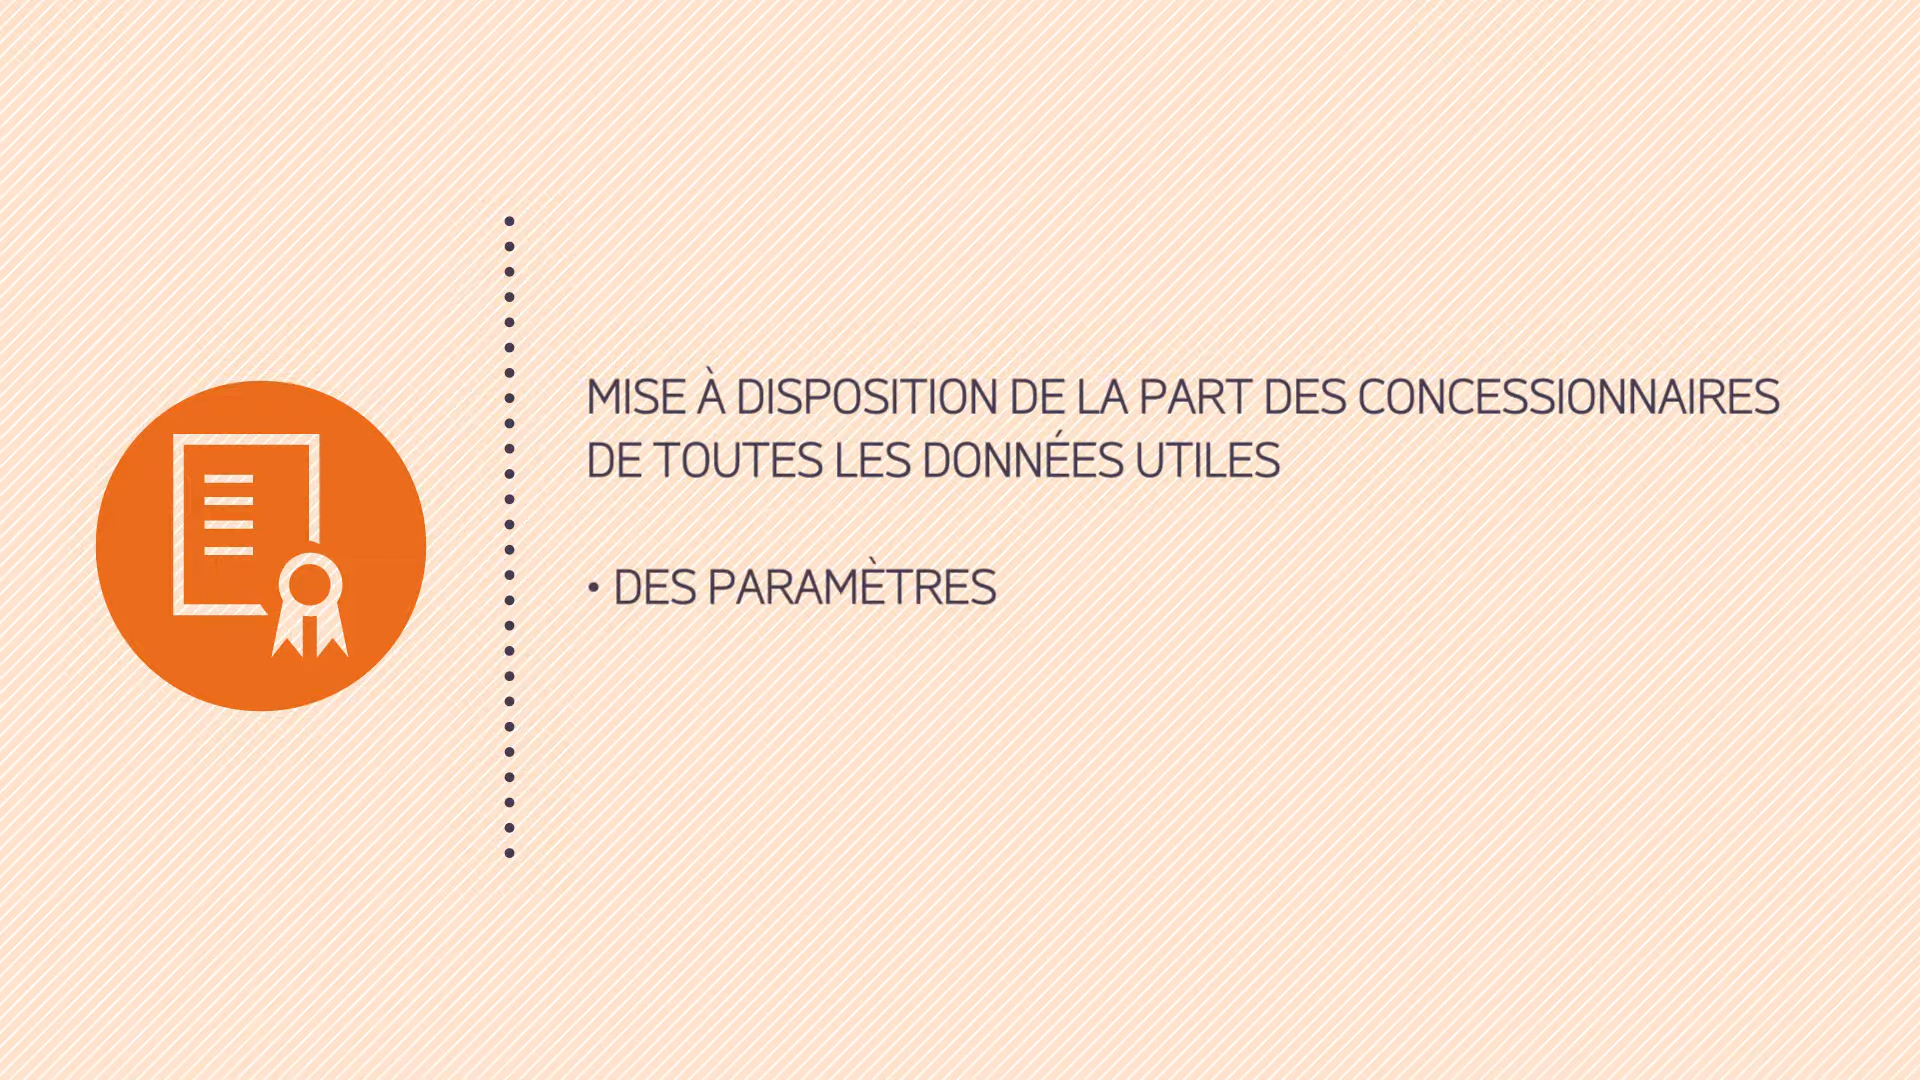 MISE À DISPOSITION DE LA PART DES CONCESSIONNAIRES
DE TOUTES LES DONNÉES UTILES
• DES PARAMÈTRES